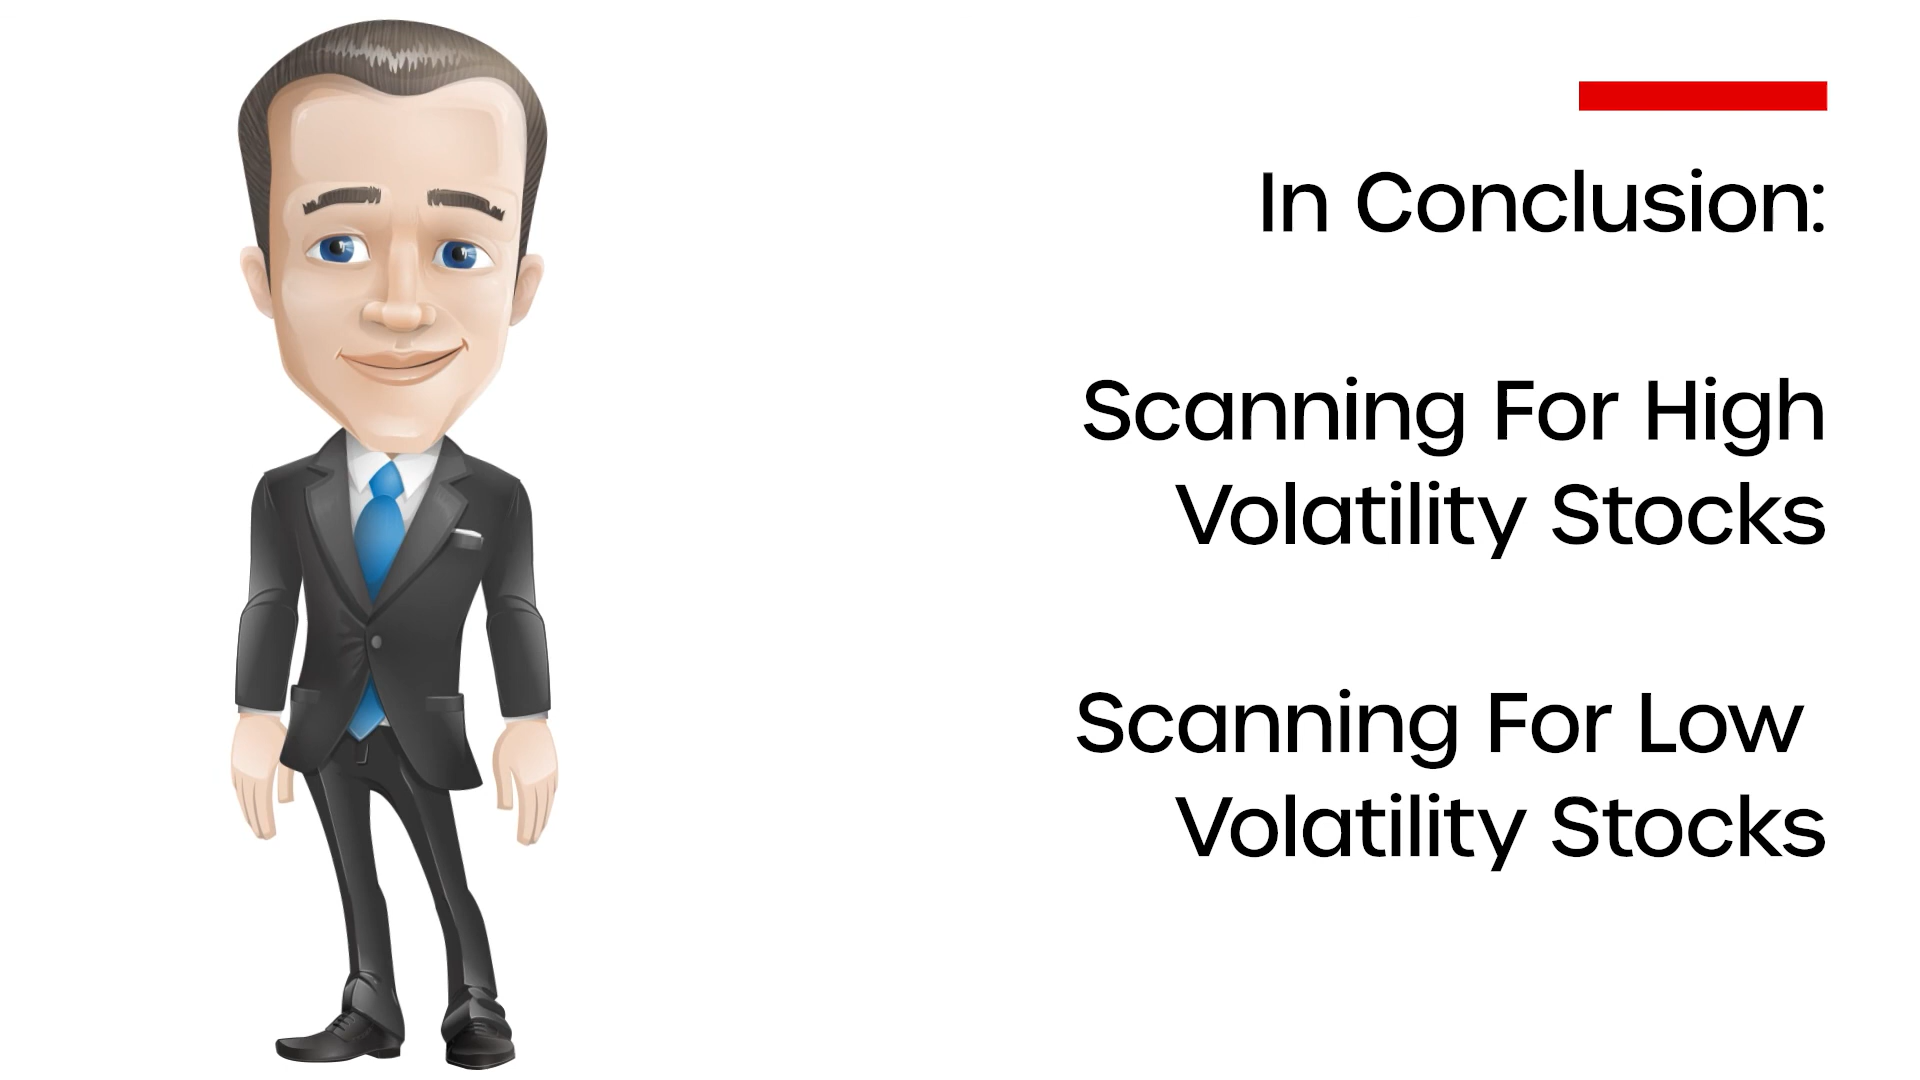 In Conclusion:
Scanning For High
Volatility Stocks
Scanning For Low
Volatility Stocks